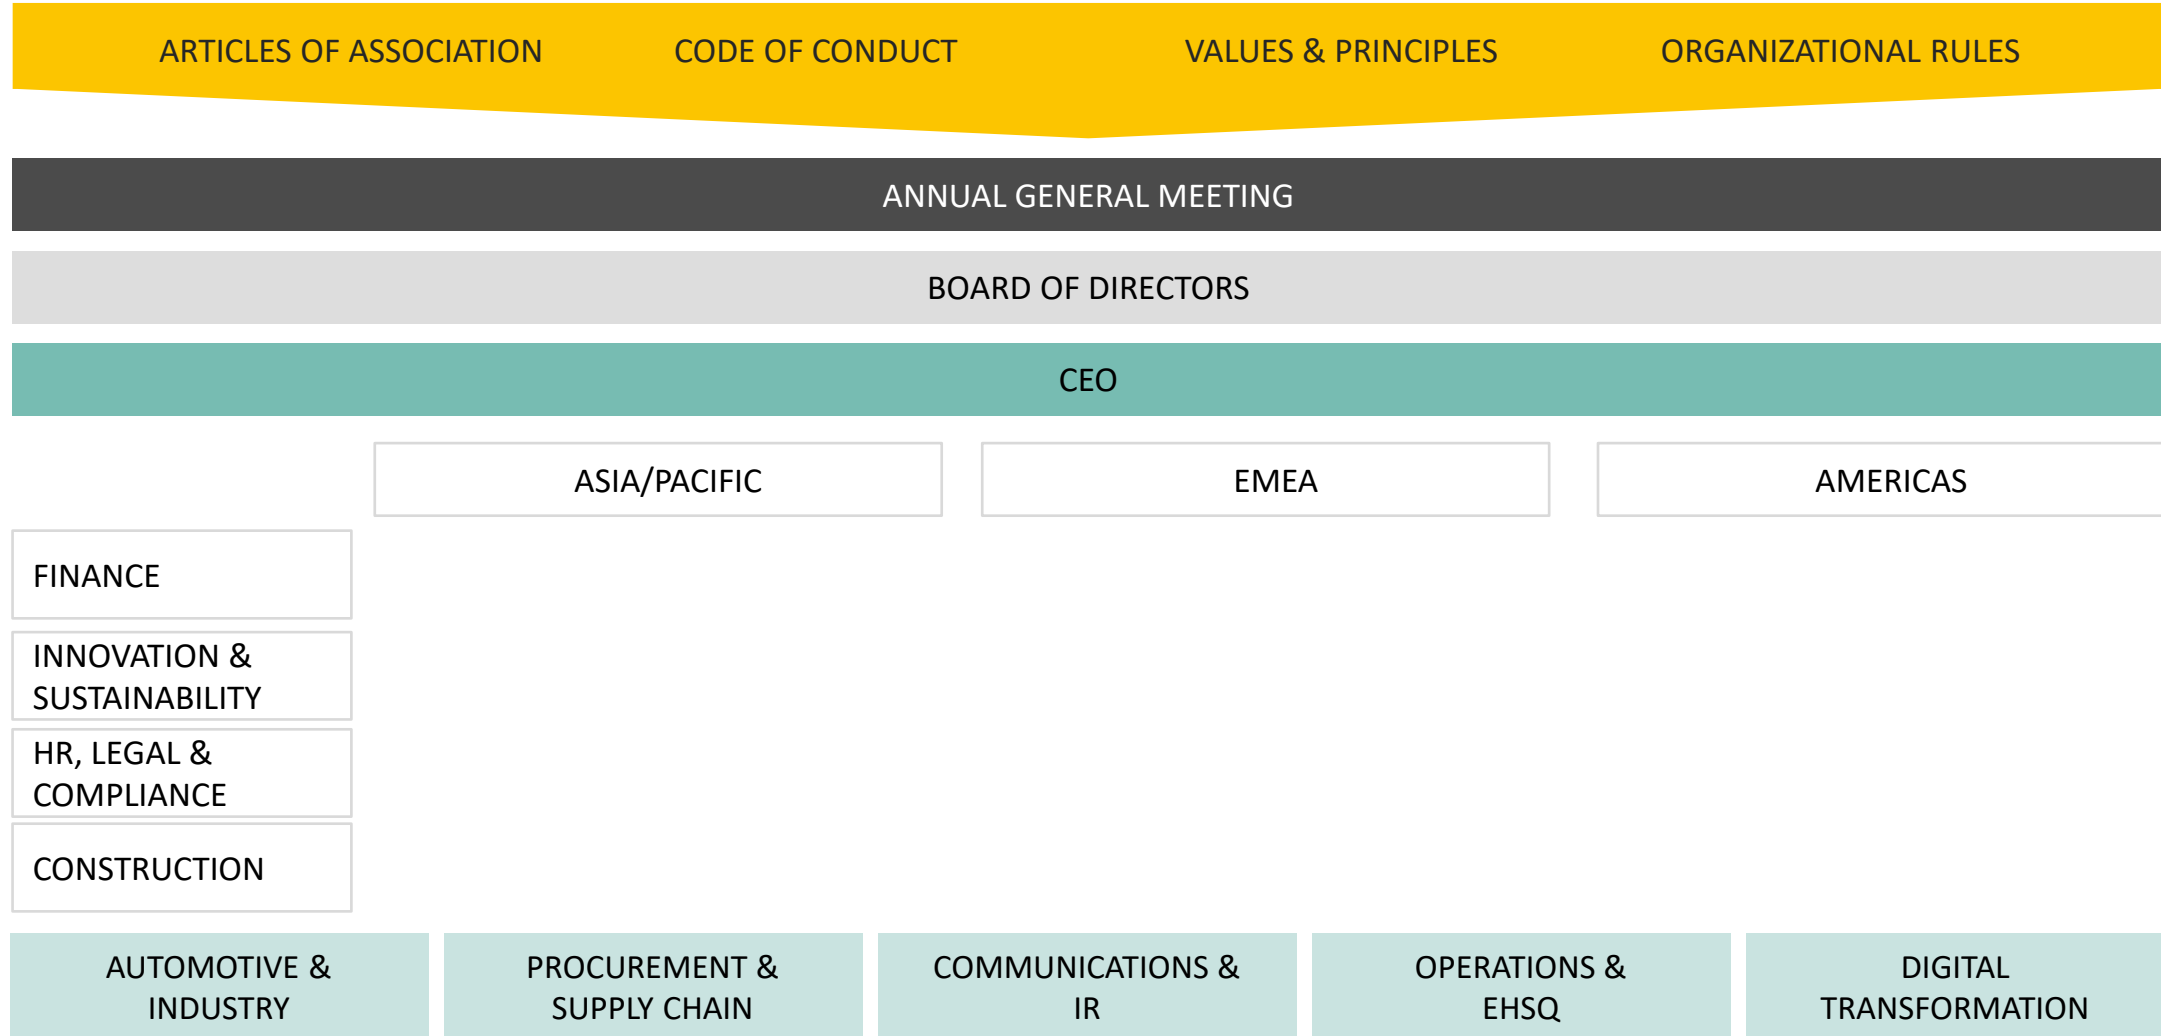 ARTICLES OF ASSOCIATION CODE OF CONDUCT VALUES & PRINCIPLES ORGANIZATIONAL RULES
ANNUAL GENERAL MEETING
BOARD OF DIRECTORS
CEO
ASIA/PACIFIC EMEA AMERICAS
FINANCE
INNOVATION &
SUSTAINABILITY
HR, LEGAL &
COMPLIANCE
CONSTRUCTION
AUTOMOTIVE &
INDUSTRY
PROCUREMENT &
SUPPLY CHAIN
COMMUNICATIONS &
IR
OPERATIONS &
EHSQ
DIGITAL
TRANSFORMATION